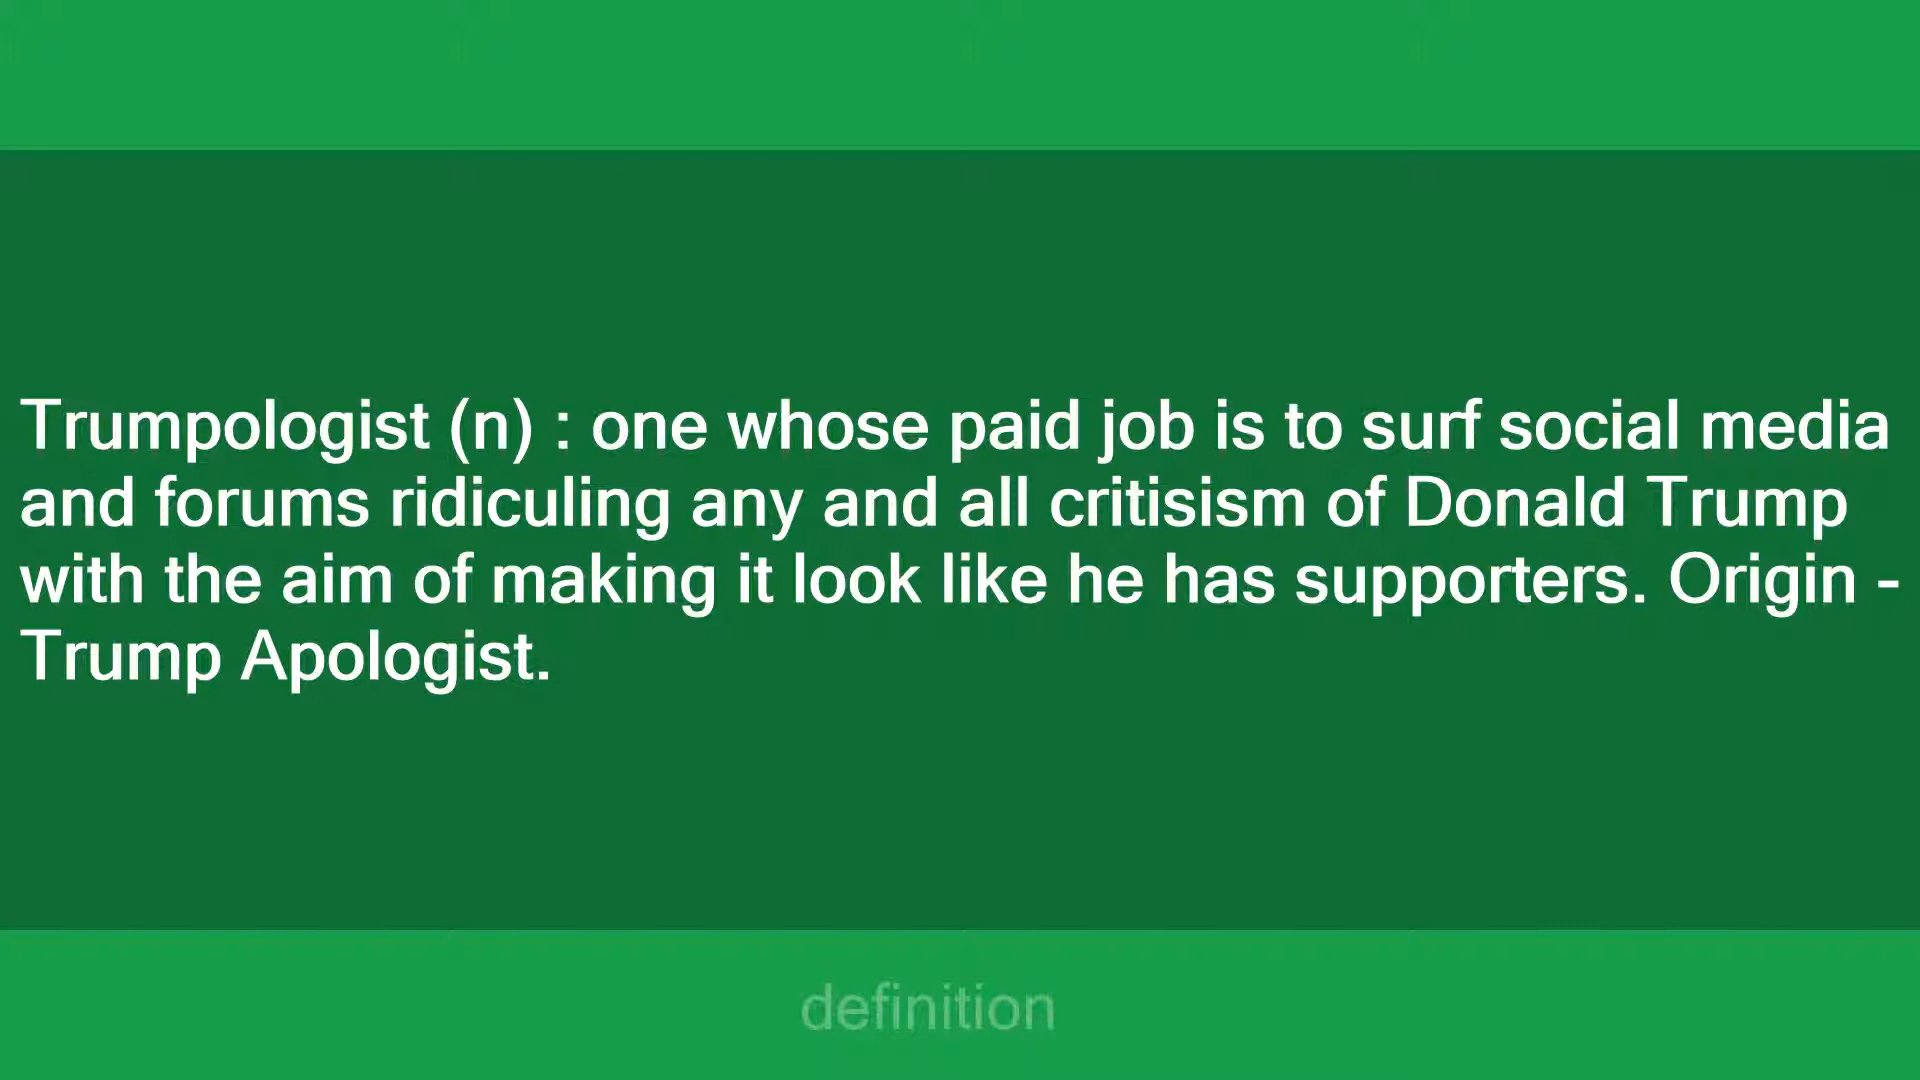 Trumpologist (n) : one whose paid job is to surf social media
and forums ridiculing any and all critisism of Donald Trump
with the aim of making it look like he has supporters. Origin -
Trump Apologist.
definition